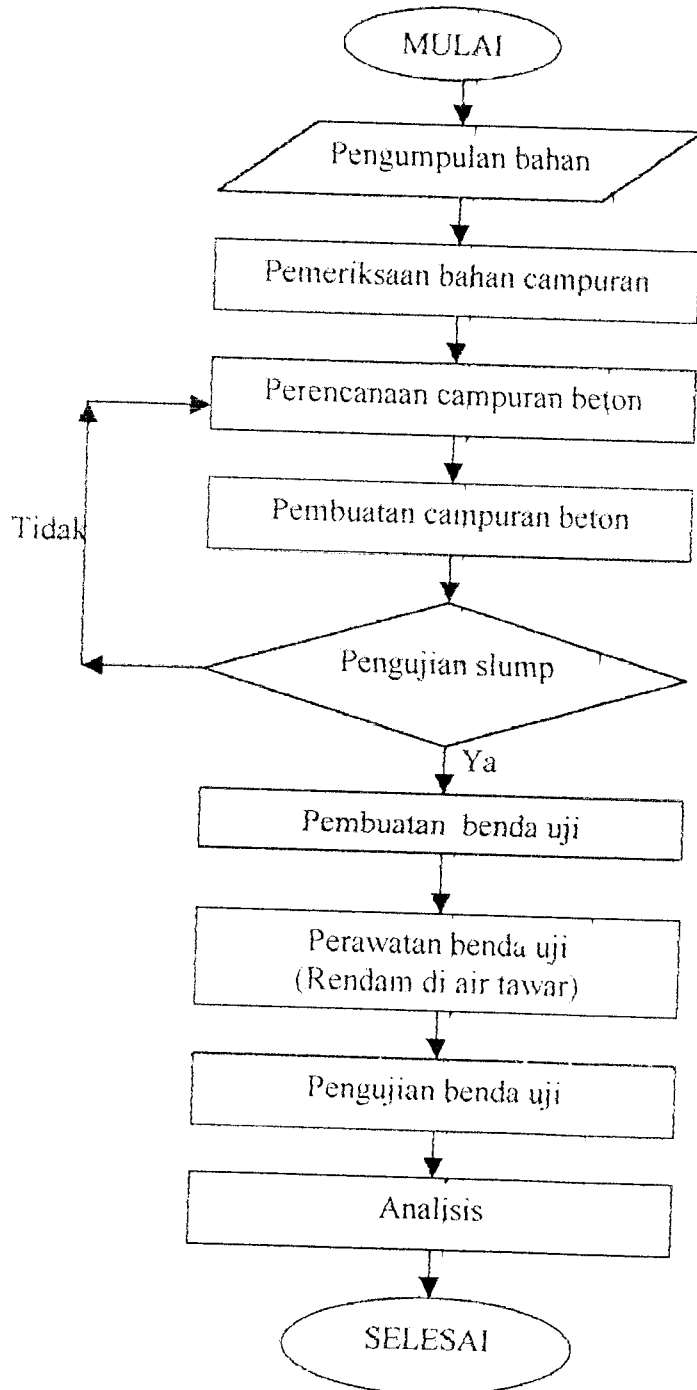 MULAI
Pengumpulan bahan
Pemeriksaan bahan campuran
Perencanaan campuran beton
Pembuatan campuran beton
Tidak
Pengujian slump
Ya
Pembuatan benda uji
Perawatan benda uji
(Rendam di air tawar)
Pengujian benda uji
Analisis
SELESAI